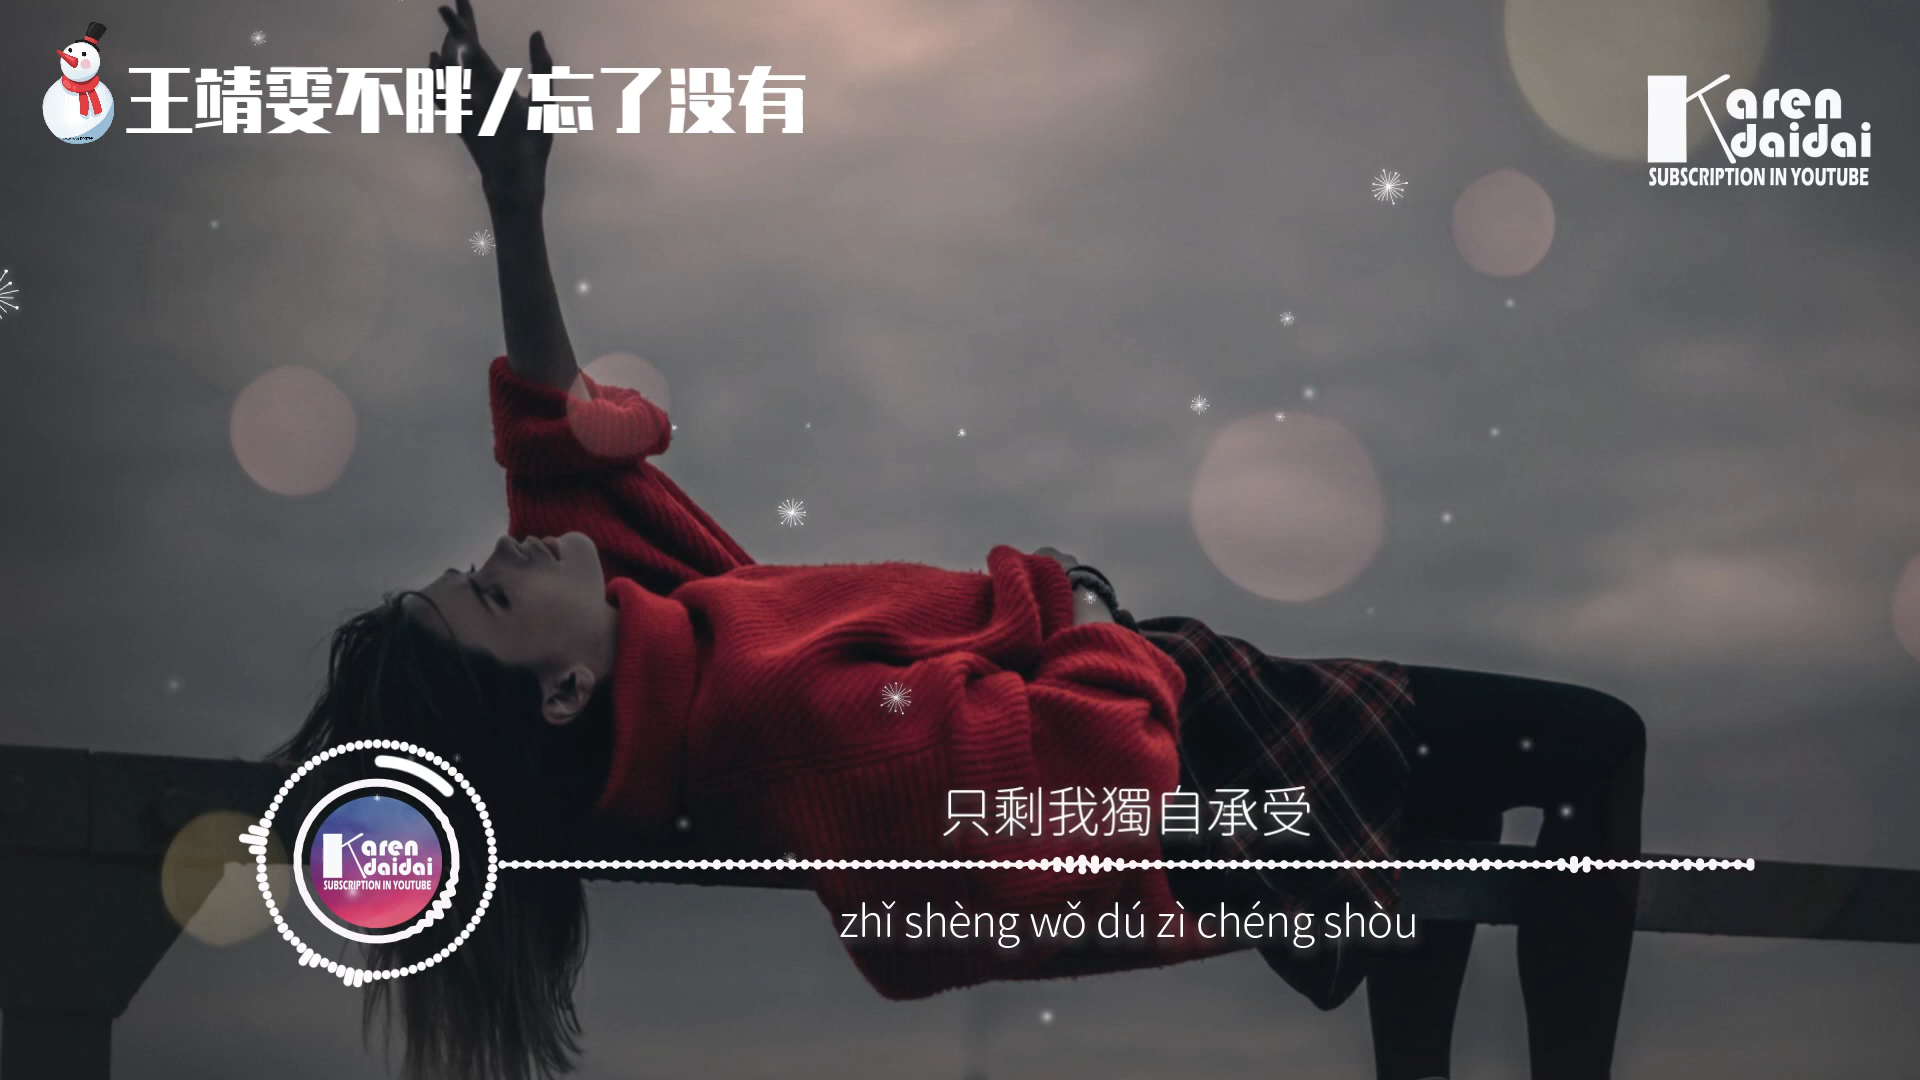 王靖雯不胖/忘了没有
Karen
daidai
SUBSCRIPTION IN YOUTUBE
只剩我獨自承受
zhǐ shèng wǒ dú zì chéng shòu
Karen
daidai
SUBSCRIPTION IN YOUTUBE